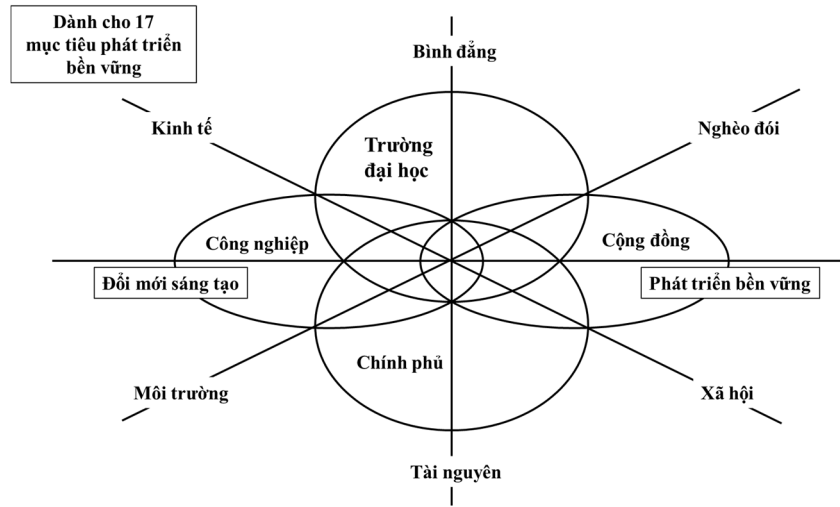 Dành cho 17
mục tiêu phát triển
bền vững
Bình đẳng
Kinh tế
Nghèo đói
Trường
đại học
Công nghiệp
Cộng đồng
Đổi mới sáng tạo
Phát triển bền vững
Chính phủ
Môi trường
Xã hội
Tài nguyên